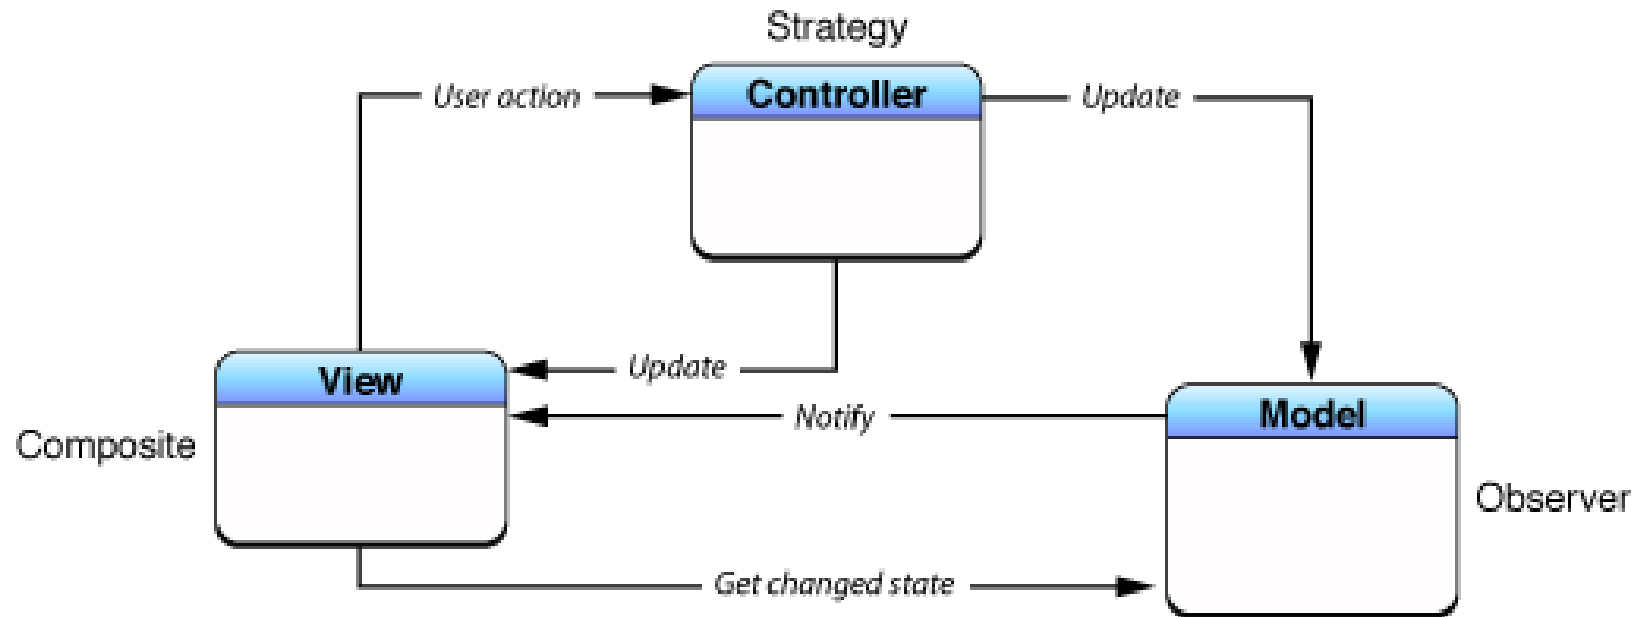 Strategy
User action
Controller
Update
View
Update
Composite
Notify
Model
Observer
Get changed state